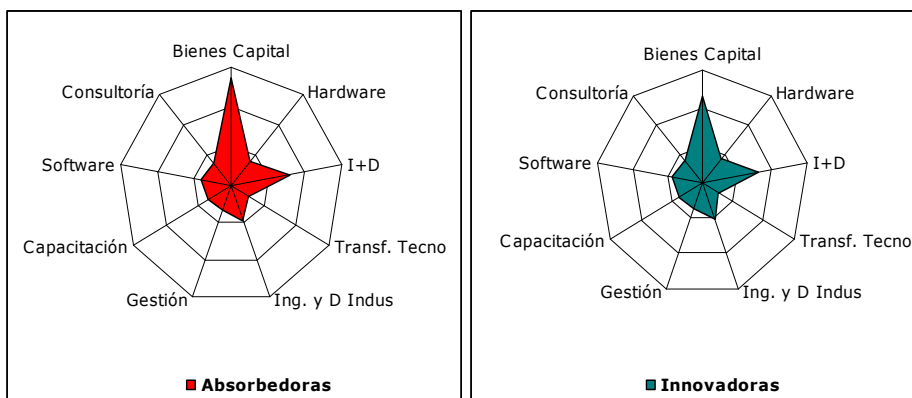 Bienes Capital
Hardware
I+D
Transf. Tecno
Ing. y D Indus
Gestión
Capacitación
Software
Consultoría
Absorbedoras
Bienes Capital
Hardware
I+D
Transf. Tecno
Ing. y D Indus
Gestión
Capacitación
Software
Consultoría
Innovadoras